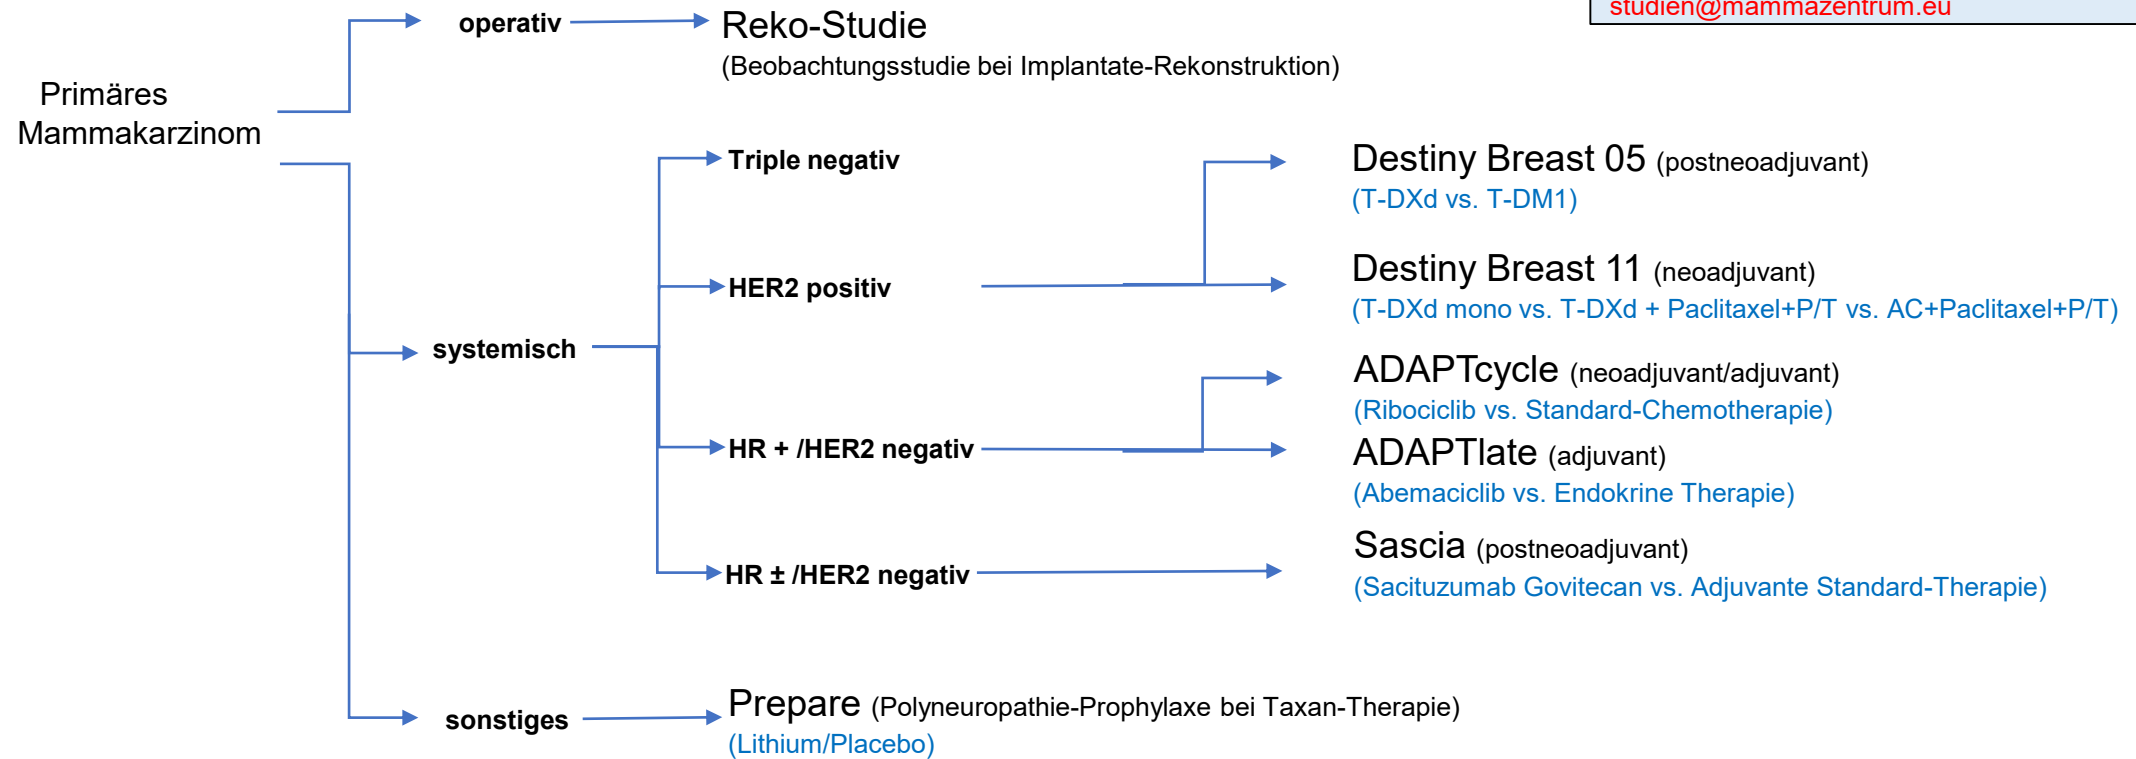 studien@mammazentrum.eu
operativ
Reko-Studie
(Beobachtungsstudie bei Implantate-Rekonstruktion)
Primäres
Mammakarzinom
Triple negativ
Destiny Breast 05 (postneoadjuvant)
(T-DXd vs. T-DM1)
HER2 positiv
Destiny Breast 11 (neoadjuvant)
(T-DXd mono vs. T-DXd + Paclitaxel+P/T vs. AC+Paclitaxel+P/T)
systemisch
ADAPTcycle (neoadjuvant/adjuvant)
(Ribociclib vs. Standard-Chemotherapie)
HR + /HER2 negativ
ADAPTlate (adjuvant)
(Abemaciclib vs. Endokrine Therapie)
HR ± /HER2 negativ
Sascia (postneoadjuvant)
(Sacituzumab Govitecan vs. Adjuvante Standard-Therapie)
sonstiges
Prepare (Polyneuropathie-Prophylaxe bei Taxan-Therapie)
(Lithium/Placebo)